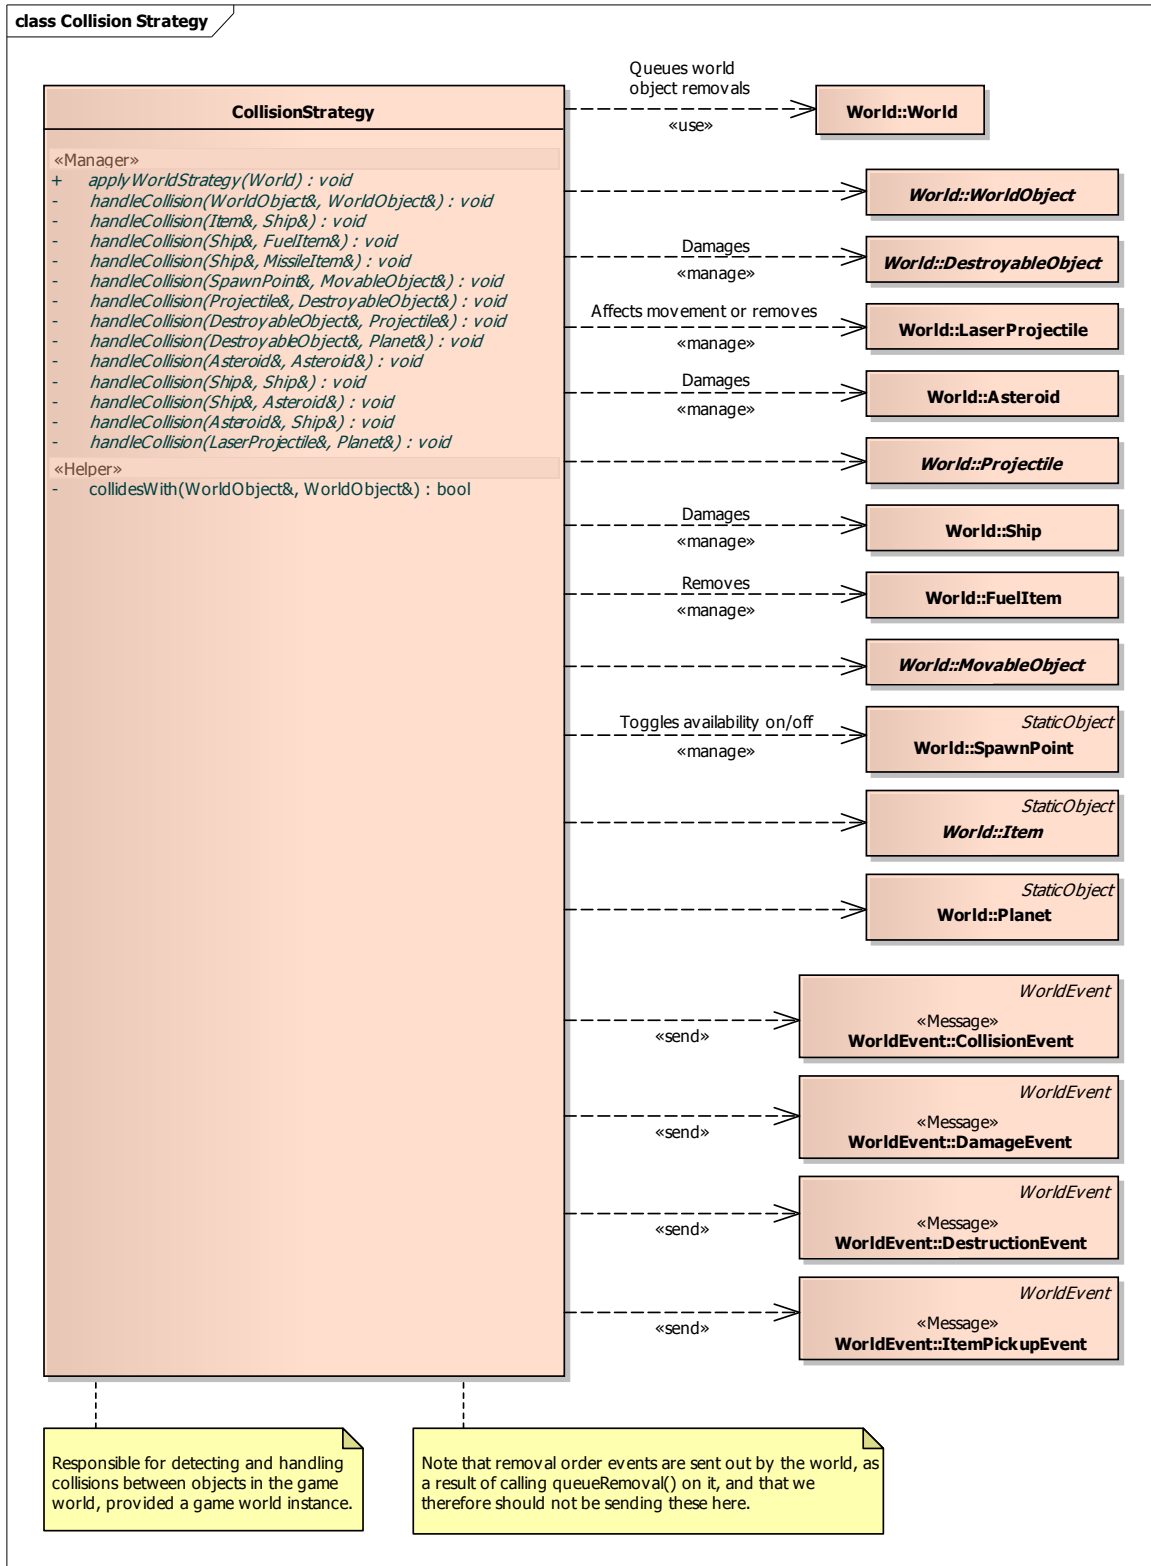 class Collision Strategy
CollisionStrategy
«Manager»
+ applyWorldStrategy(World) : void
- handleCollision(WorldObject&, WorldObject&) : void
- handleCollision(Item&, Ship&) : void
- handleCollision(Ship&, FuelItem&) : void
- handleCollision(Ship&, MissileItem&) : void
- handleCollision(SpawnPoint&, MovableObject&) : void
- handleCollision(Projectile&, DestroyableObject&) : void
- handleCollision(DestroyableObject&, Projectile&) : void
- handleCollision(DestroyableObject&, Planet&) : void
- handleCollision(Asteroid&, Asteroid&) : void
- handleCollision(Ship&, Ship&) : void
- handleCollision(Ship&, Asteroid&) : void
- handleCollision(Asteroid&, Ship&) : void
- handleCollision(LaserProjectile&, Planet&) : void
«Helper»
- collidesWith(WorldObject&, WorldObject&) : bool
Queues world
object removals
«use»
World::World
World::WorldObject
Damages
«manage»
World::DestroyableObject
Affects movement or removes
«manage»
World::LaserProjectile
Damages
«manage»
World::Asteroid
World::Projectile
Damages
«manage»
World::Ship
Removes
«manage»
World::FuelItem
World::MovableObject
Toggles availability on/off
«manage»
StaticObject
World::SpawnPoint
StaticObject
World::Item
StaticObject
World::Planet
«send»
WorldEvent
«Message»
WorldEvent::CollisionEvent
«send»
WorldEvent
«Message»
WorldEvent::DamageEvent
«send»
WorldEvent
«Message»
WorldEvent::DestructionEvent
«send»
WorldEvent
«Message»
WorldEvent::ItemPickupEvent
Responsible for detecting and handling
collisions between objects in the game
world, provided a game world instance.
Note that removal order events are sent out by the world, as
a result of calling queueRemoval() on it, and that we
therefore should not be sending these here.